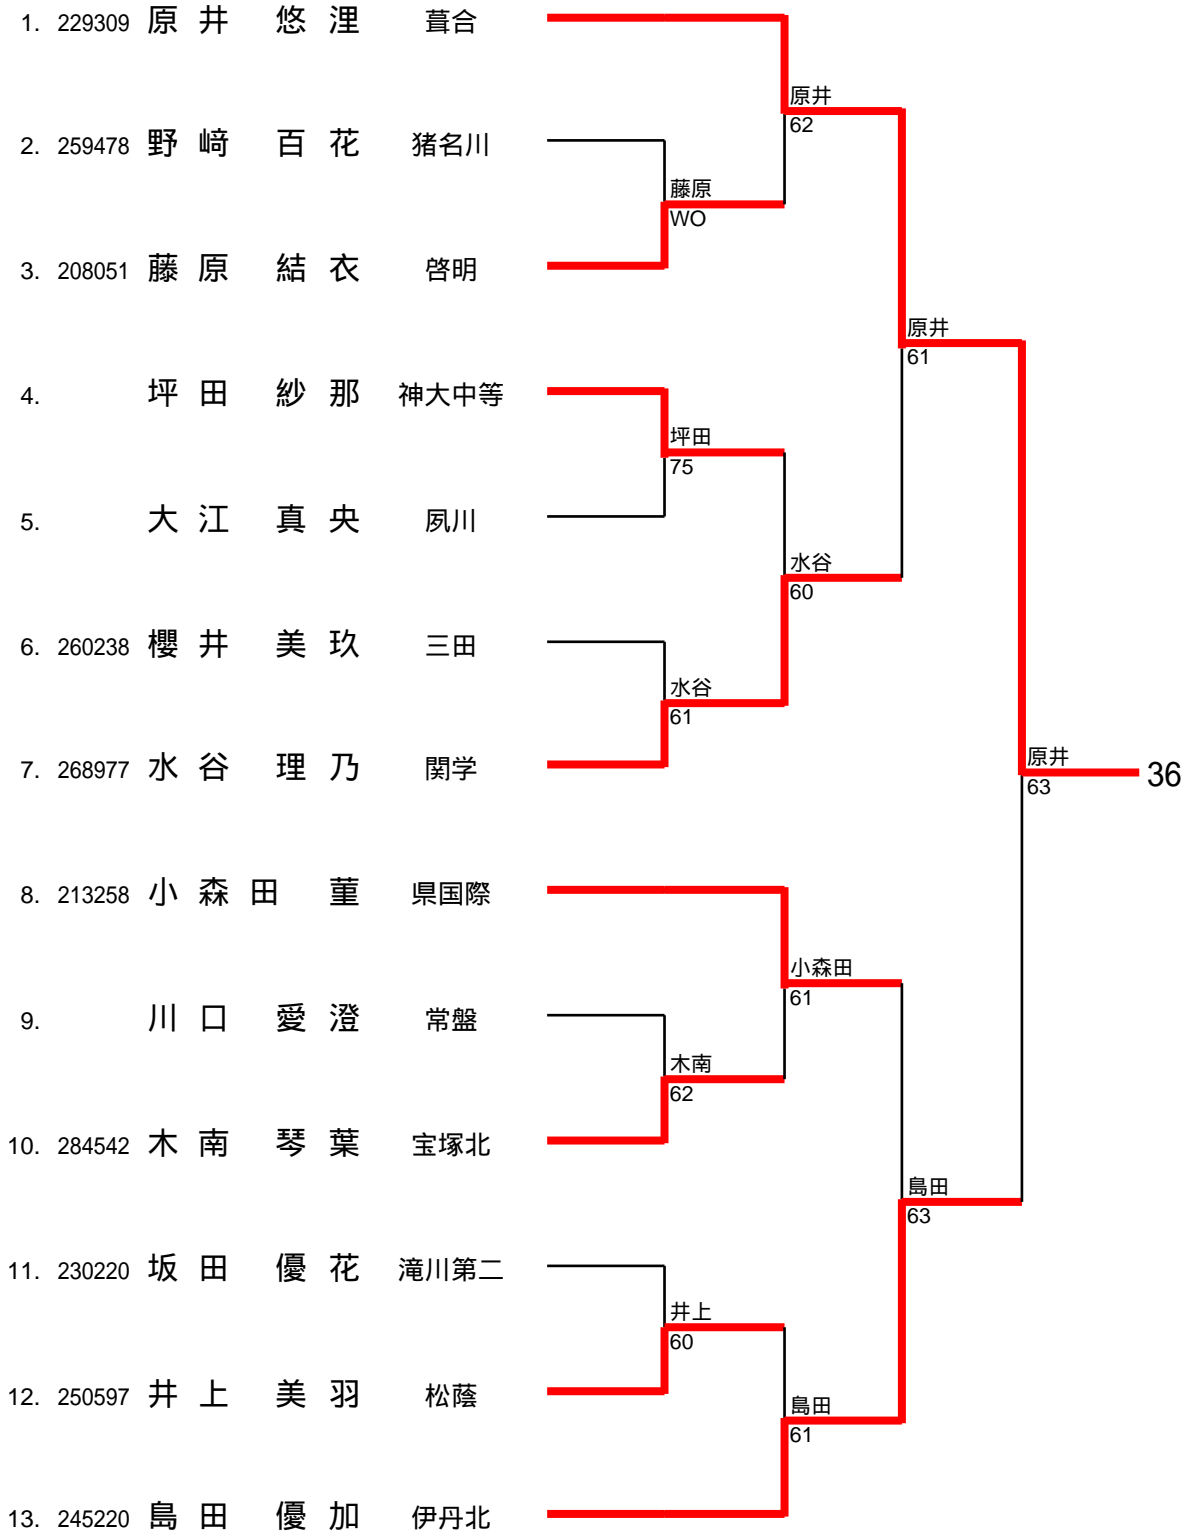 1. 229309 原井 悠浬 葺合
原井
62
2. 259478 野﨑 百花 猪名川
藤原
WO
3. 208051 藤原 結衣 啓明
原井
61
4. 坪田 紗那 神大中等
坪田
75
5. 大江 真央 夙川
水谷
60
6. 260238 櫻井 美玖 三田
水谷
61
7. 268977 水谷 理乃 関学
原井
63
36
8. 213258 小森田 菫 県国際
小森田
61
9. 川口 愛澄 常盤
木南
62
10. 284542 木南 琴葉 宝塚北
島田
63
11. 230220 坂田 優花 滝川第二
井上
60
12. 250597 井上 美羽 松蔭
島田
61
13. 245220 島田 優加 伊丹北